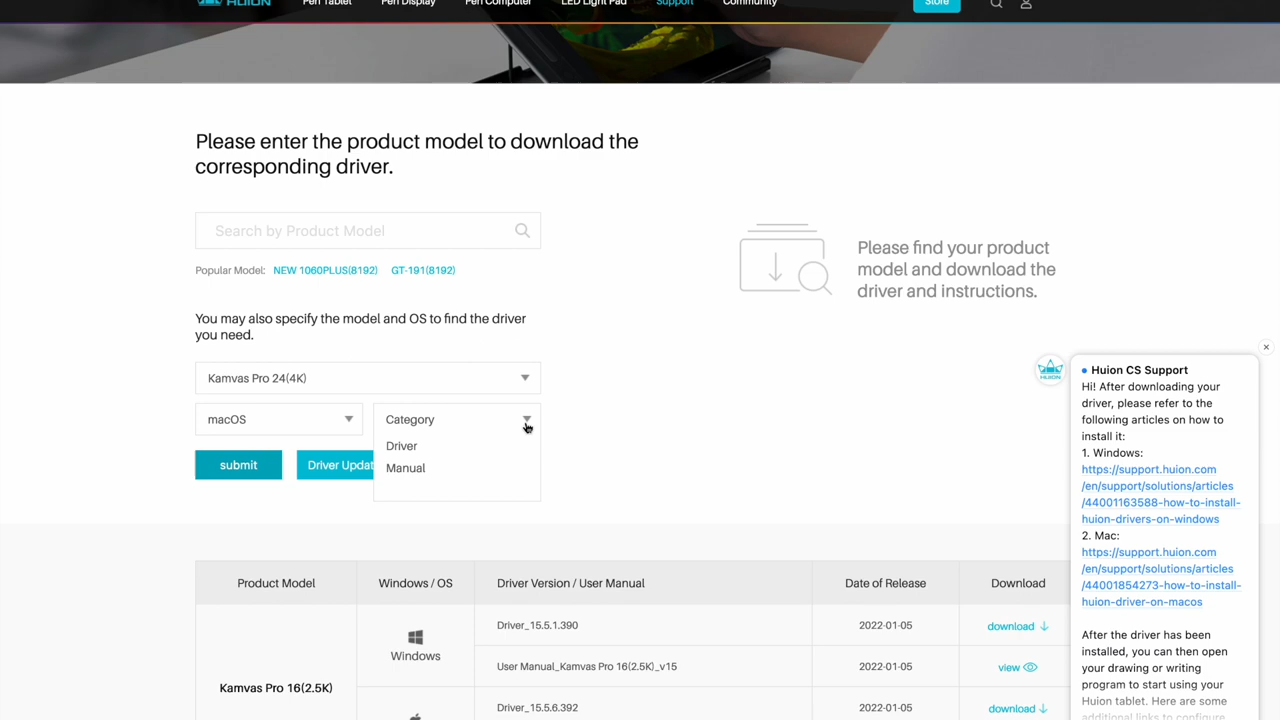 HUION
Pen Tablet
Pen Display
Pen Computer
LED Light Pad
Support
Community
Store
Please enter the product model to download the
corresponding driver.
Search by Product Model
Popular Model: NEW 1060PLUS(8192) GT-191(8192)
You may also specify the model and OS to find the driver
you need.
Kamvas Pro 24(4K)
macOS
Category
Driver
Manual
submit
Driver Updat
Please find your product
model and download the
driver and instructions.
HUION
Huion CS Support
Hi! After downloading your
driver, please refer to the
following articles on how to
install it:
1. Windows:
https://support.huion.com
/en/support/solutions/articles
/44001163588-how-to-install-
huion-drivers-on-windows
2. Mac:
https://support.huion.com
/en/support/solutions/articles
/44001854273-how-to-install-
huion-driver-on-macos
After the driver has been
installed, you can then open
your drawing or writing
program to start using your
Huion tablet. Here are some
additional links to configure
Product Model
Windows / OS
Driver Version / User Manual
Date of Release
Download
Kamvas Pro 16(2.5K)
Windows
Driver_15.5.1.390
2022-01-05
download
User Manual_Kamvas Pro 16(2.5K)_v15
2022-01-05
view
Driver_15.5.6.392
2022-01-05
download